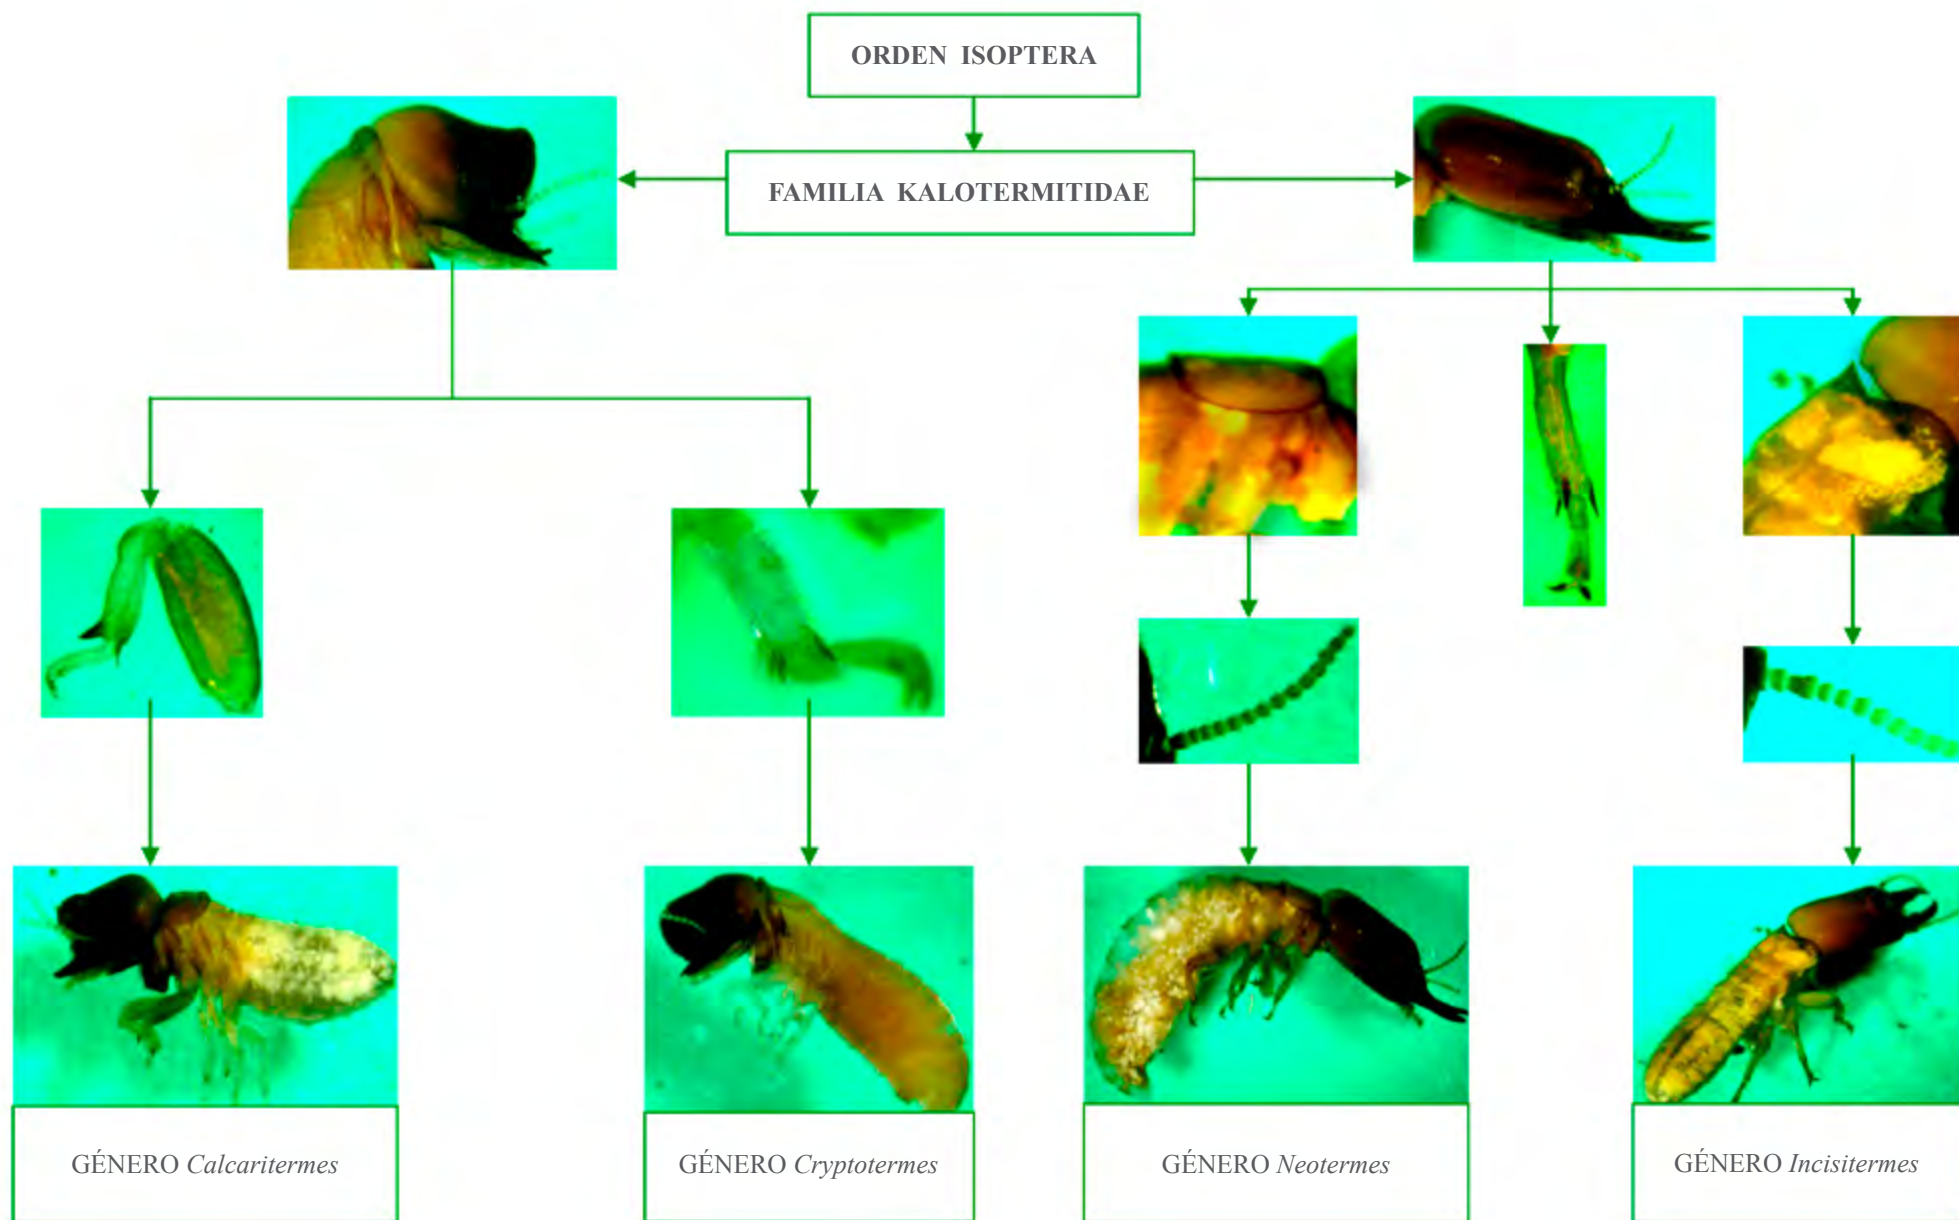 ORDEN ISOPTERA
FAMILIA KALOTERMITIDAE
GÉNERO Calcaritermes
GÉNERO Cryptotermes
GÉNERO Neotermes
GÉNERO Incisitermes